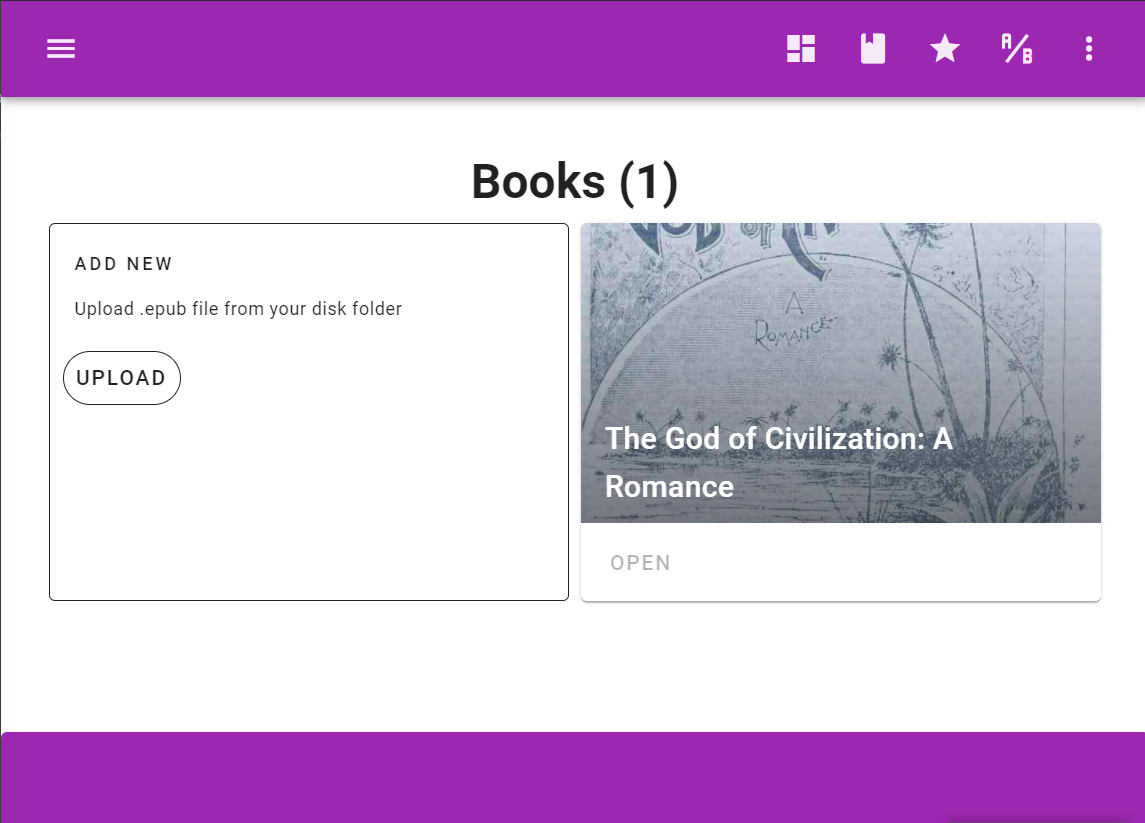 A/B
Books (1)
ADD NEW
Upload .epub file from your disk folder
UPLOAD
A
ROMANCE
The God of Civilization: A
Romance
OPEN